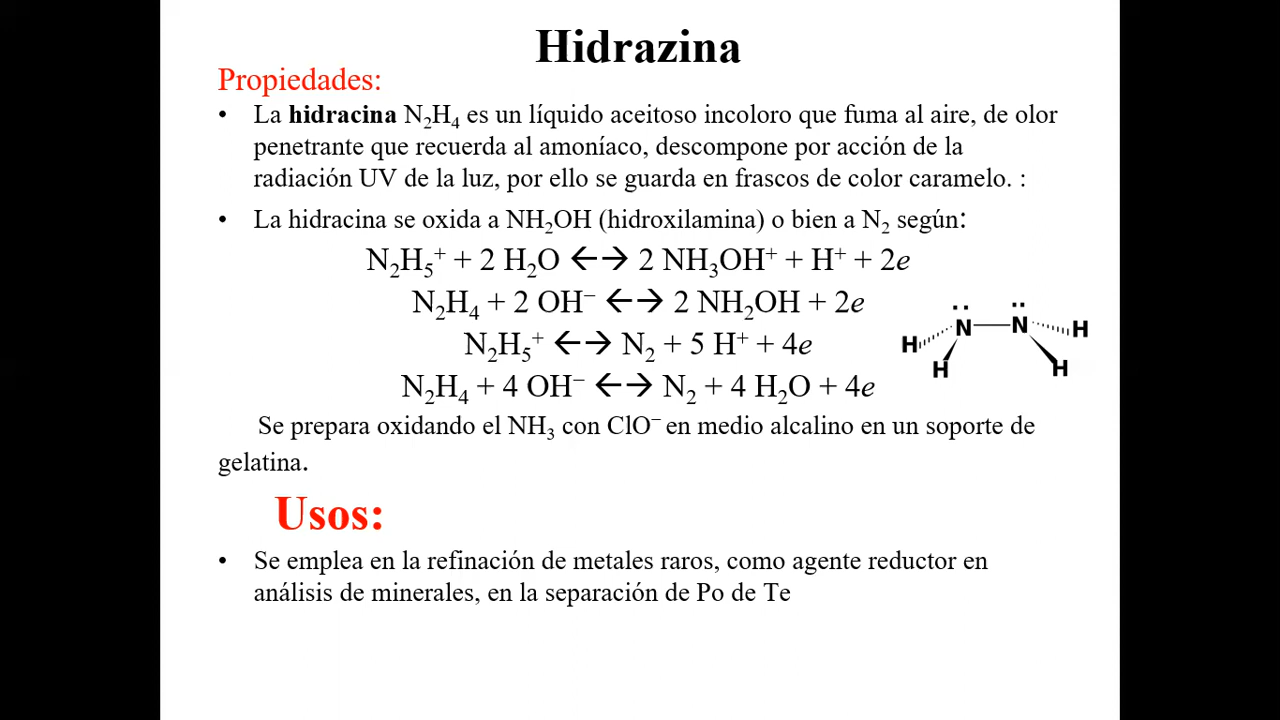 Hidrazina
Propiedades:
• La hidracina N₂H₄ es un líquido aceitoso incoloro que fuma al aire, de olor
penetrante que recuerda al amoníaco, descompone por acción de la
radiación UV de la luz, por ello se guarda en frascos de color caramelo. :
• La hidracina se oxida a NH₂OH (hidroxilamina) o bien a N₂ según:
N₂H₅⁺ + 2 H₂O ←→ 2 NH₃OH⁺ + H⁺ + 2e
N₂H₄ + 2 OH⁻ ←→ 2 NH₂OH + 2e
N₂H₅⁺ ←→ N₂ + 5 H⁺ + 4e
N₂H₄ + 4 OH⁻ ←→ N₂ + 4 H₂O + 4e
N N
H H
H H
Se prepara oxidando el NH₃ con ClO⁻ en medio alcalino en un soporte de
gelatina.
Usos:
• Se emplea en la refinación de metales raros, como agente reductor en
análisis de minerales, en la separación de Po de Te